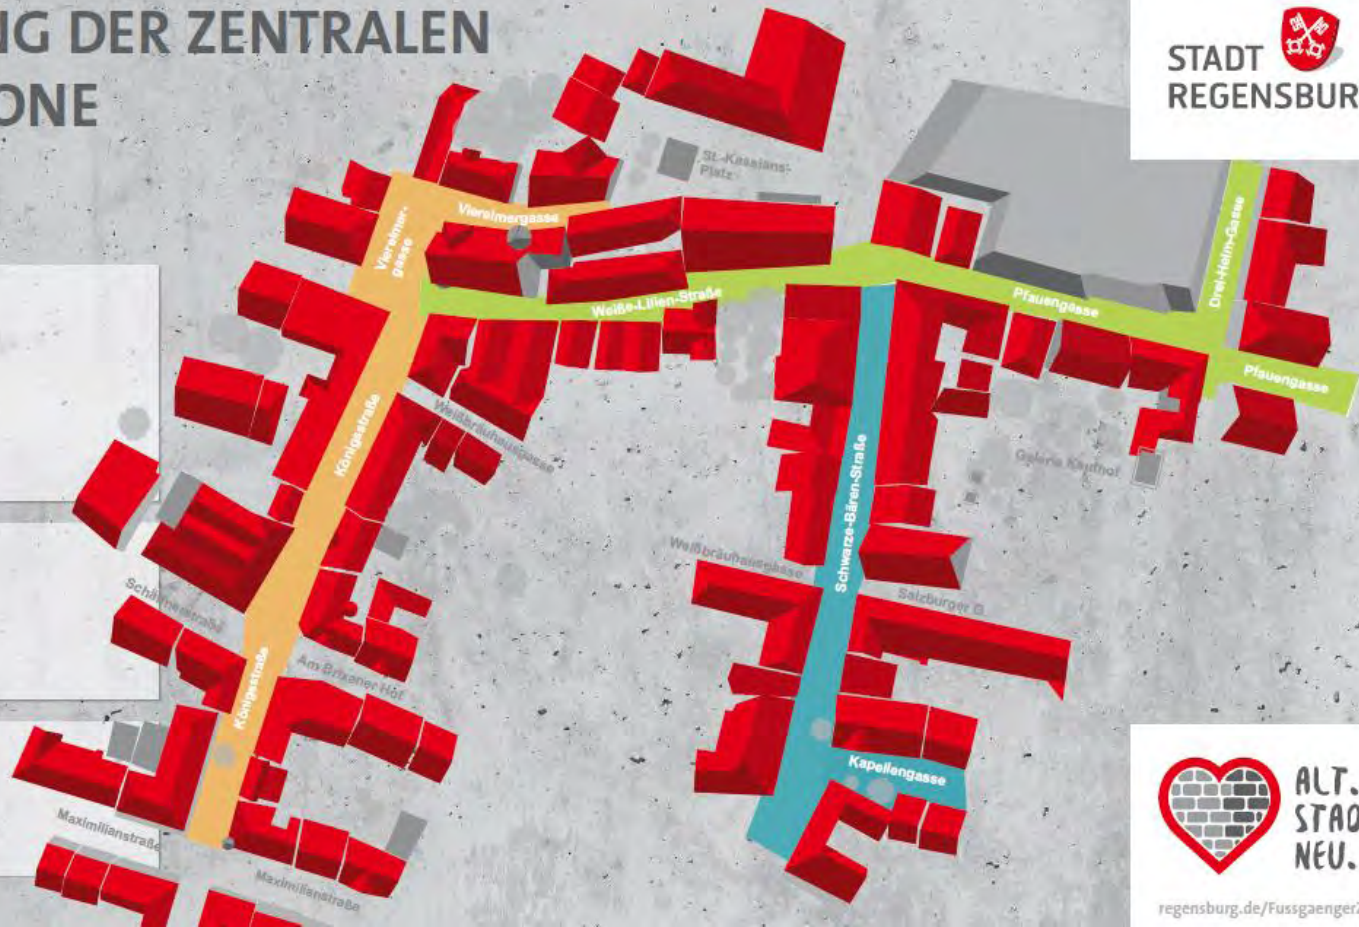 NG DER ZENTRALEN
ONE
STADT
REGENSBUR
St.-Kassians-
Platz
Viereimergasse
Viereimer-
gasse
Drei-Helm-Gasse
Weiße-Lilien-Straße
Pfauengasse
Pfauengasse
Königsstraße
Weißbräuhausgasse
Galeria Kaufhof
Schwarze-Bären-Straße
Weißbräuhausgasse
Salzburger G.
Schäffnerstraße
Am Brixener Hof
Königsstraße
Kapellengasse
Maximilianstraße
Maximilianstraße
ALT.
STAD
NEU.
regensburg.de/Fussgaenger